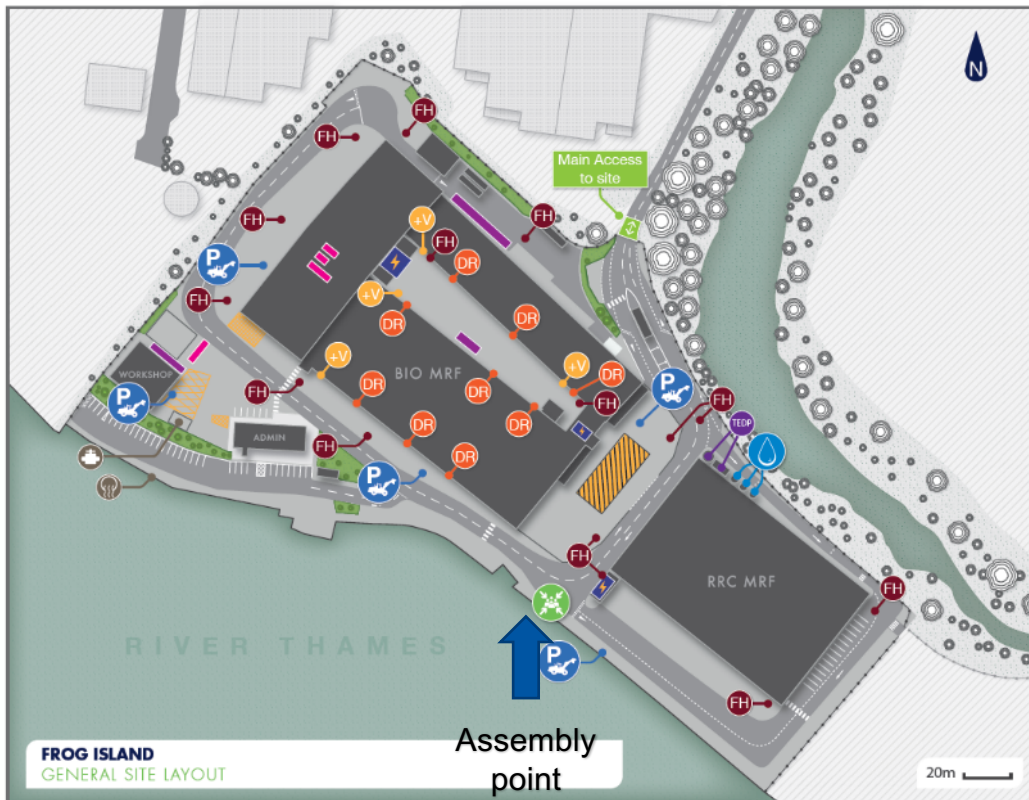 N
FH
FH
Main Access
to site
FH
FH
+V
FH
P
DR
+V
FH
DR
DR
WORKSHOP
+V
BIO MRF
+V
DR
P
FH
DR
DR
FH
P
FH
DR
TEDP
ADMIN
FH
DR
P
DR
FH
RRC MRF
FH
RIVER THAMES
P
FH
Assembly
point
FROG ISLAND
GENERAL SITE LAYOUT
20m